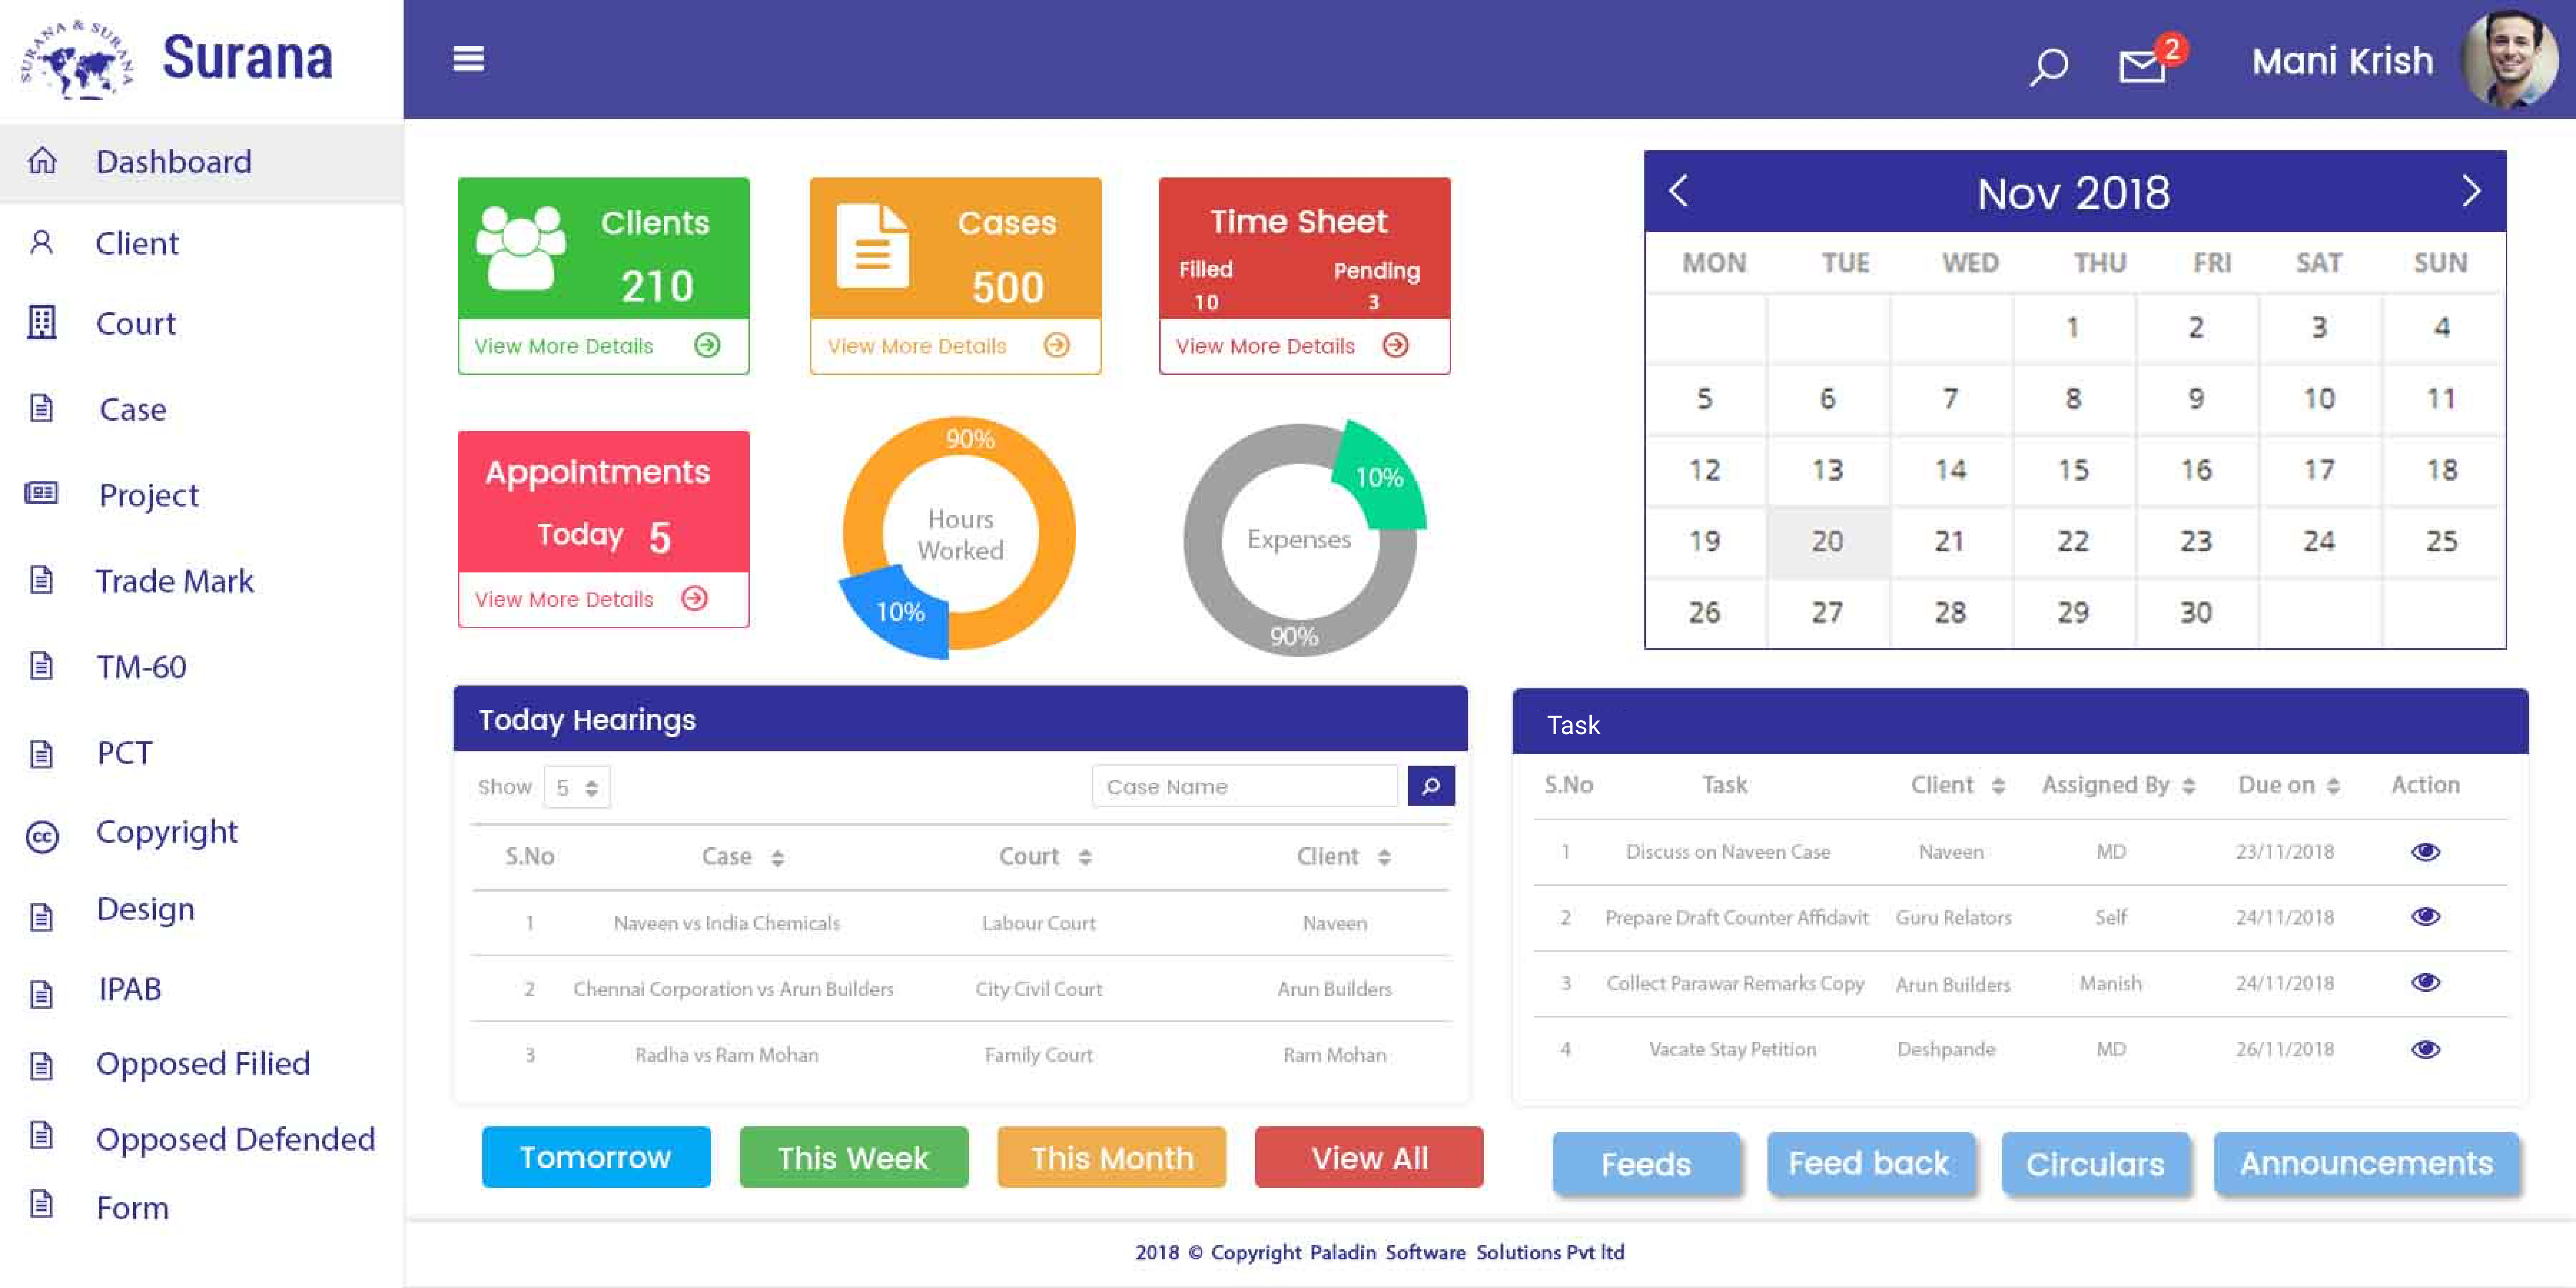 SURANA & SURANA
Surana
2
Mani Krish
Dashboard
Client
Court
Case
Project
Trade Mark
TM-60
PCT
cc
Copyright
Design
IPAB
Opposed Filied
Opposed Defended
Form
Clients
210
View More Details
Cases
500
View More Details
Time Sheet
Filled Pending
10 3
View More Details
Appointments
Today 5
View More Details
90%
Hours
Worked
10%
10%
Expenses
90%
Nov 2018
MON TUE WED THU FRI SAT SUN
1 2 3 4
5 6 7 8 9 10 11
12 13 14 15 16 17 18
19 20 21 22 23 24 25
26 27 28 29 30
Today Hearings
Show 5 Case Name
S.No Case Court Client
1 Naveen vs India Chemicals Labour Court Naveen
2 Chennai Corporation vs Arun Builders City Civil Court Arun Builders
3 Radha vs Ram Mohan Family Court Ram Mohan
Tomorrow This Week This Month View All
Task
S.No Task Client Assigned By Due on Action
1 Discuss on Naveen Case Naveen MD 23/11/2018
2 Prepare Draft Counter Affidavit Guru Relators Self 24/11/2018
3 Collect Parawar Remarks Copy Arun Builders Manish 24/11/2018
4 Vacate Stay Petition Deshpande MD 26/11/2018
Feeds Feed back Circulars Announcements
2018 © Copyright Paladin Software Solutions Pvt ltd